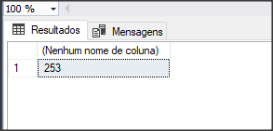 100 %
Resultados Mensagens
(Nenhum nome de coluna)
1 253